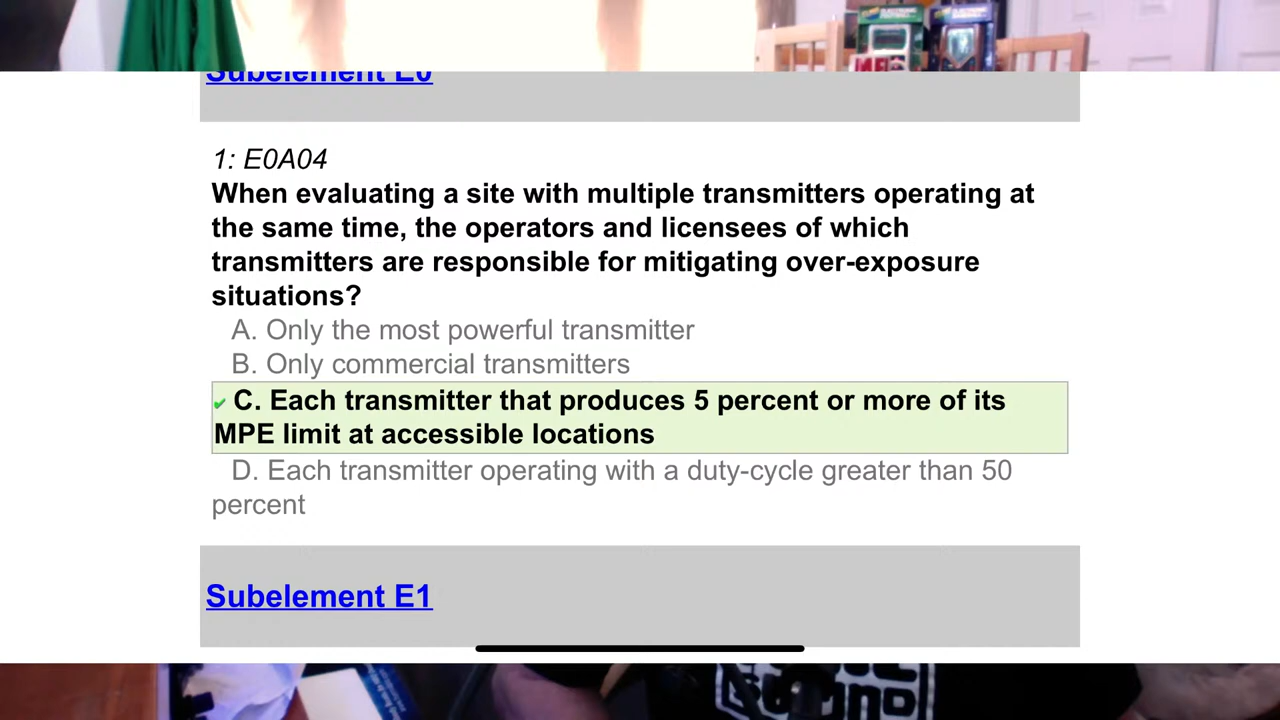 Subelement E0
1: E0A04
When evaluating a site with multiple transmitters operating at
the same time, the operators and licensees of which
transmitters are responsible for mitigating over-exposure
situations?
A. Only the most powerful transmitter
B. Only commercial transmitters
✔ C. Each transmitter that produces 5 percent or more of its
MPE limit at accessible locations
D. Each transmitter operating with a duty-cycle greater than 50
percent
Subelement E1